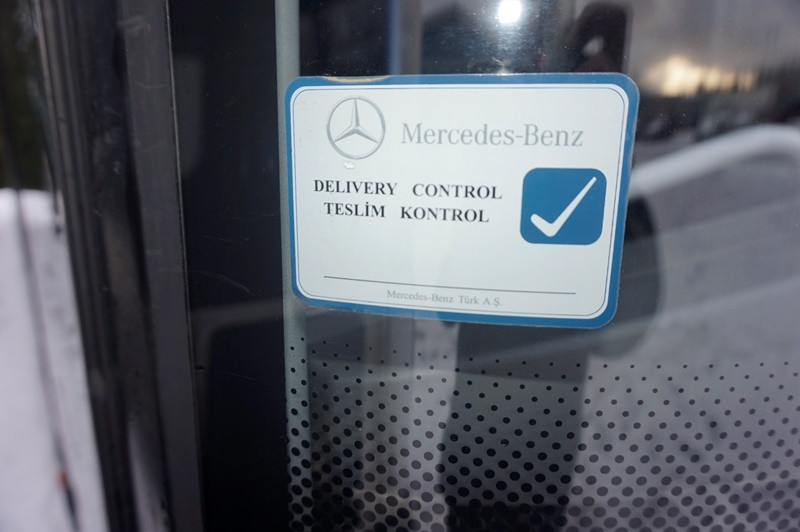 Mercedes-Benz
DELIVERY CONTROL
TESLİM KONTROL
Mercedes-Benz Türk A.Ş.